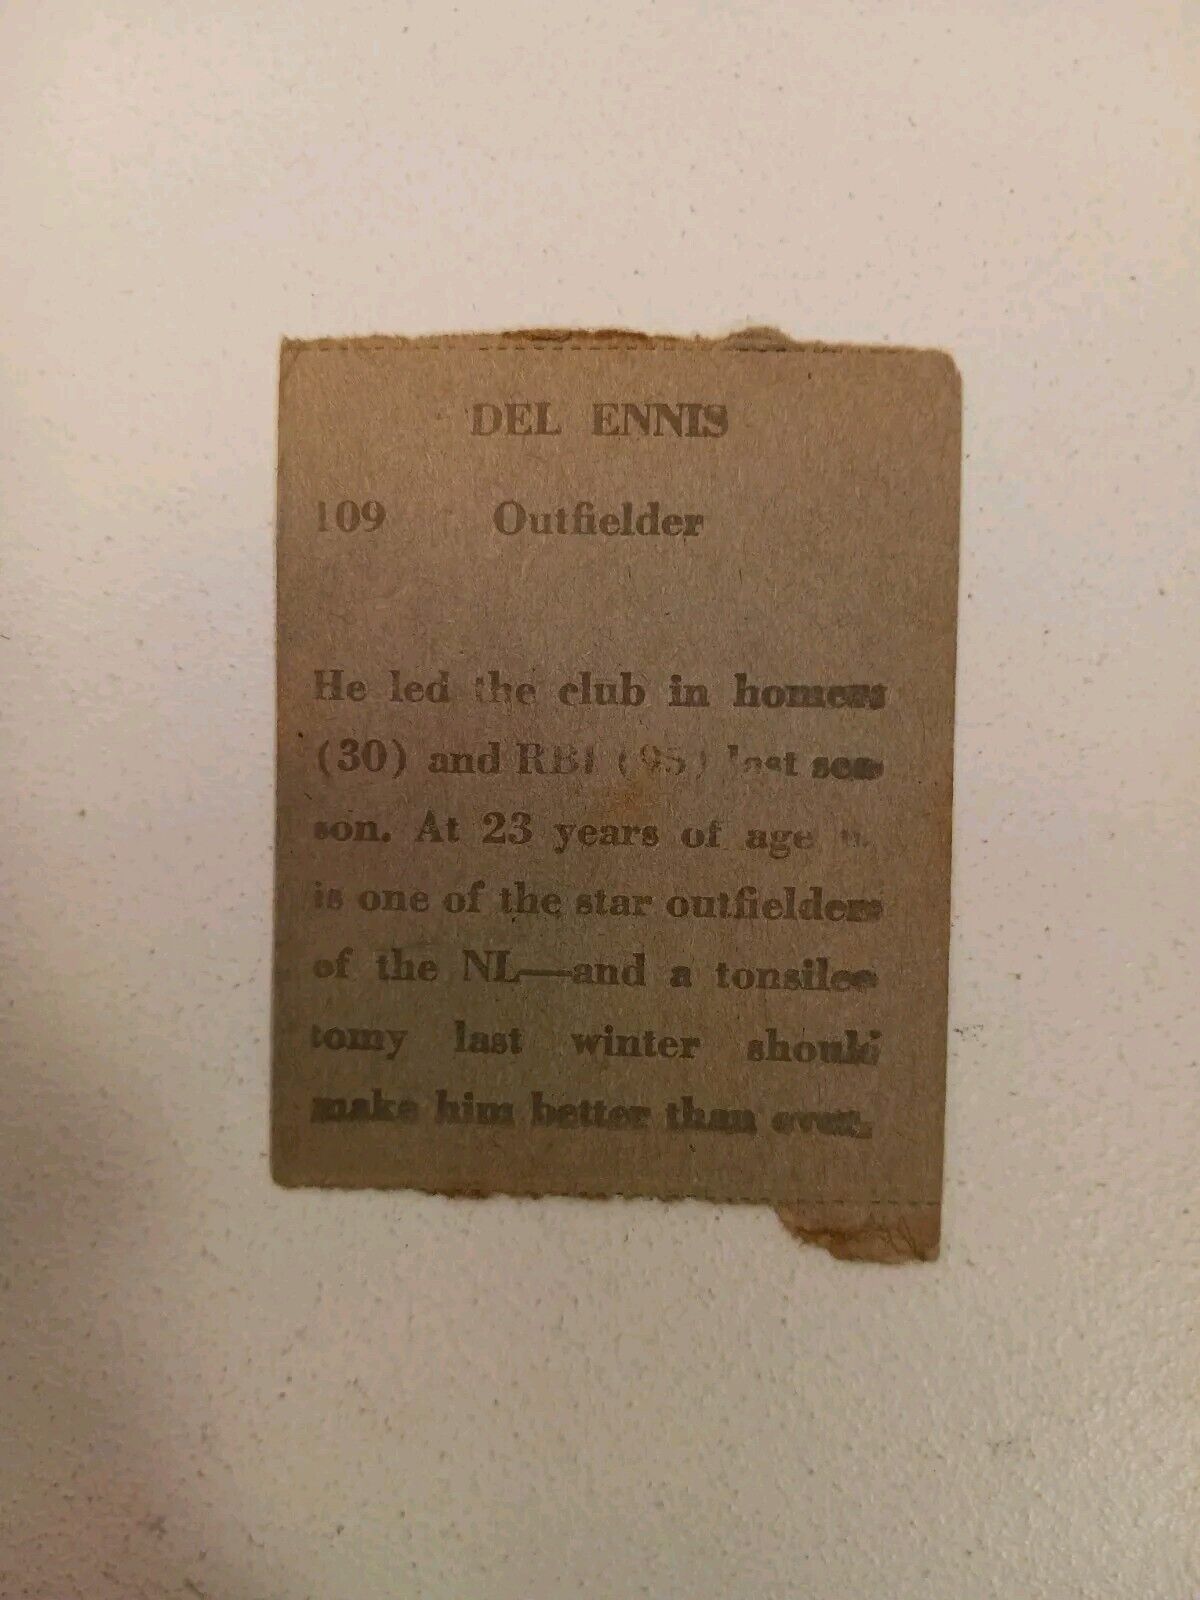 DEL ENNIS
109 Outfielder
He led the club in homers
(30) and RBI (95) last sea-
son. At 23 years of age
is one of the star outfielders
of the NL—and a tonsilec
tomy last winter should
make him better than ever.